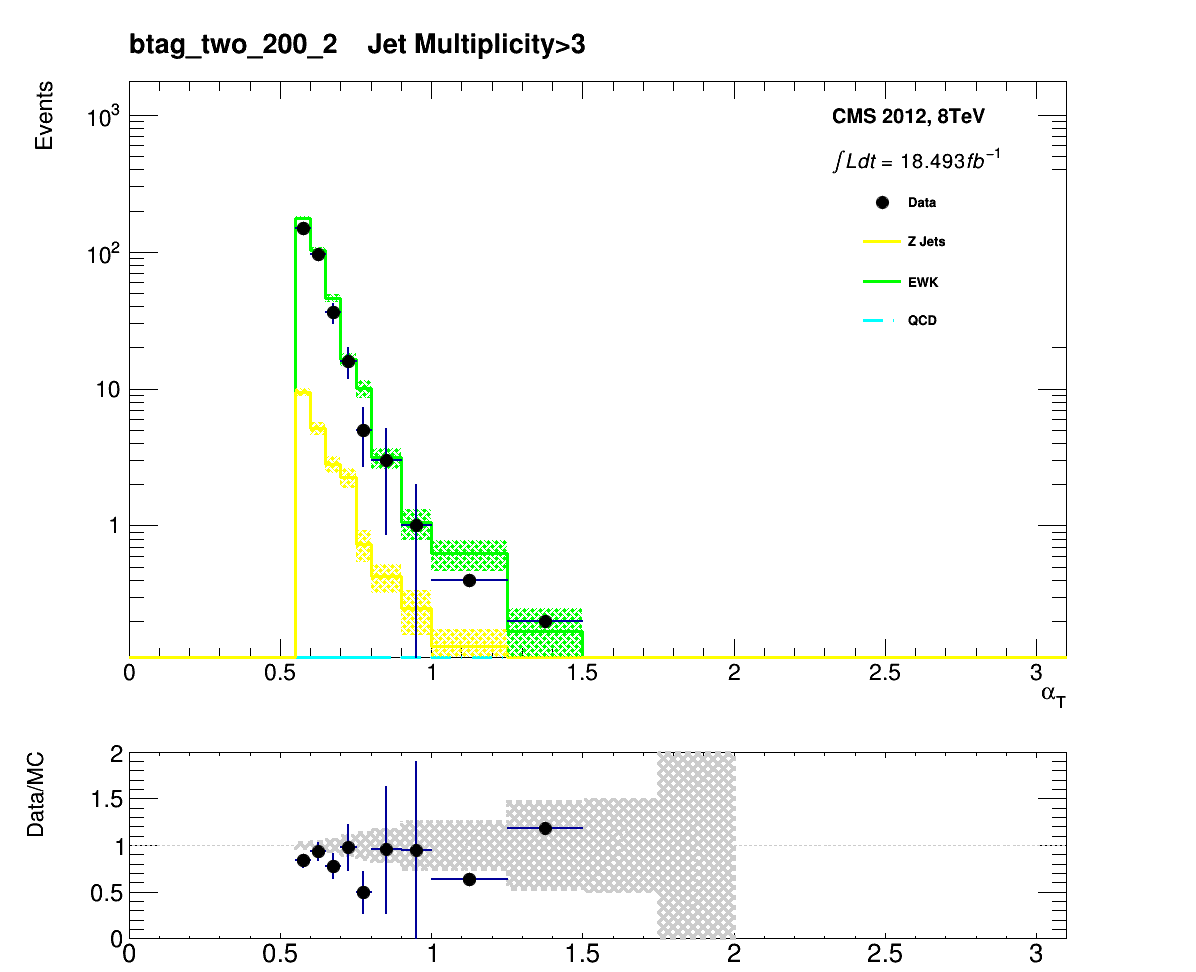 btag_two_200_2    Jet Multiplicity>3
Events
10³
10²
10
1
CMS 2012, 8TeV
∫Ldt = 18.493fb⁻¹
Data
Z Jets
EWK
QCD
0 0.5 1 1.5 2 2.5 3
α_T
Data/MC
2
1.5
1
0.5
0
0 0.5 1 1.5 2 2.5 3